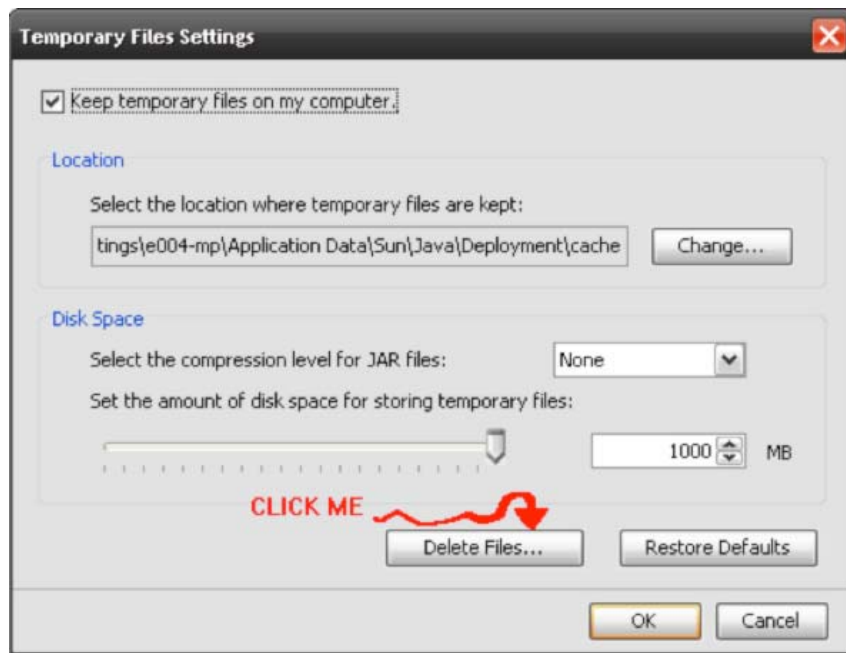 Temporary Files Settings
Keep temporary files on my computer.
Location
Select the location where temporary files are kept:
tings\e004-mp\Application Data\Sun\Java\Deployment\cache
Change...
Disk Space
Select the compression level for JAR files:
None
Set the amount of disk space for storing temporary files:
1000
MB
CLICK ME
Delete Files...
Restore Defaults
OK
Cancel